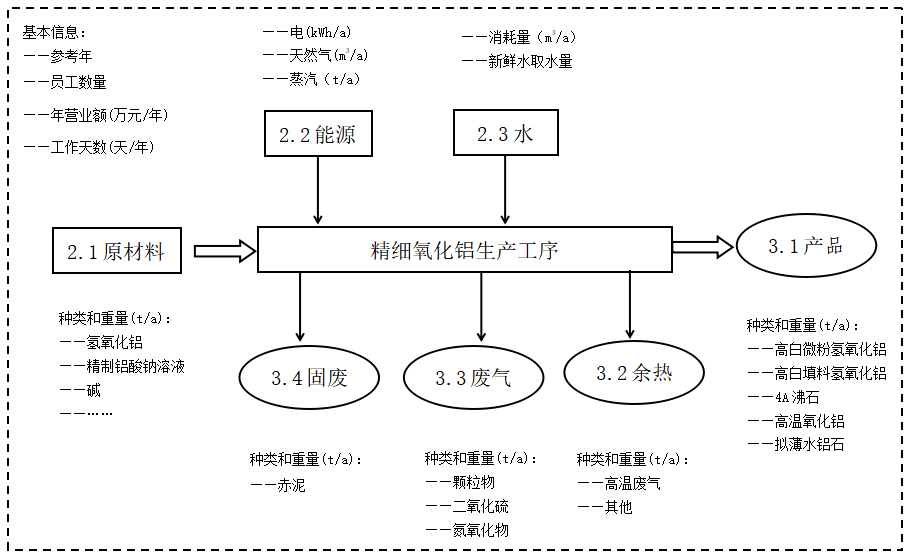 基本信息：
——参考年
——员工数量
——年营业额(万元/年)
——工作天数(天/年)
——电(kWh/a)
——天然气(m³/a)
——蒸汽（t/a）
——消耗量（m³/a）
——新鲜水取水量
2.2能源
2.3水
2.1原材料
精细氧化铝生产工序
3.1产品
种类和重量(t/a)：
——氢氧化铝
——精制铝酸钠溶液
——碱
——……
3.4固废
3.3废气
3.2余热
种类和重量(t/a)：
——高白微粉氢氧化铝
——高白填料氢氧化铝
——4A沸石
——高温氧化铝
——拟薄水铝石
种类和重量(t/a)：
——赤泥
种类和重量(t/a)：
——颗粒物
——二氧化硫
——氮氧化物
种类和重量(t/a)：
——高温废气
——其他